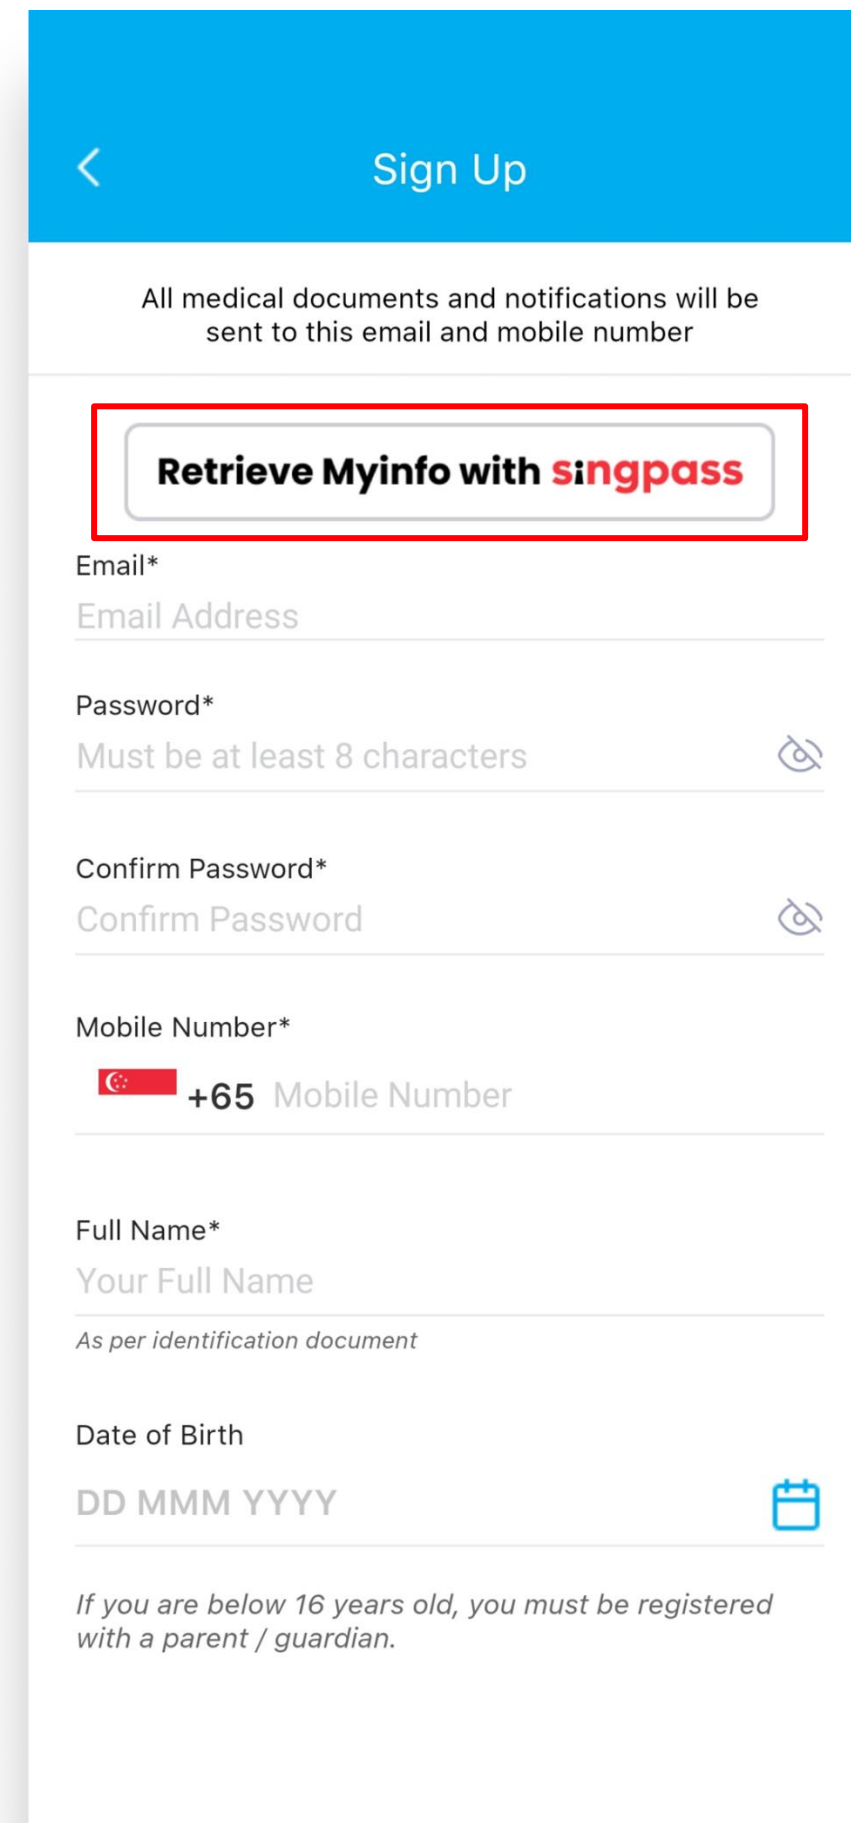 Sign Up
All medical documents and notifications will be
sent to this email and mobile number
Retrieve Myinfo with singpass
Email*
Email Address
Password*
Must be at least 8 characters
Confirm Password*
Confirm Password
Mobile Number*
+65 Mobile Number
Full Name*
Your Full Name
As per identification document
Date of Birth
DD MMM YYYY
If you are below 16 years old, you must be registered
with a parent / guardian.